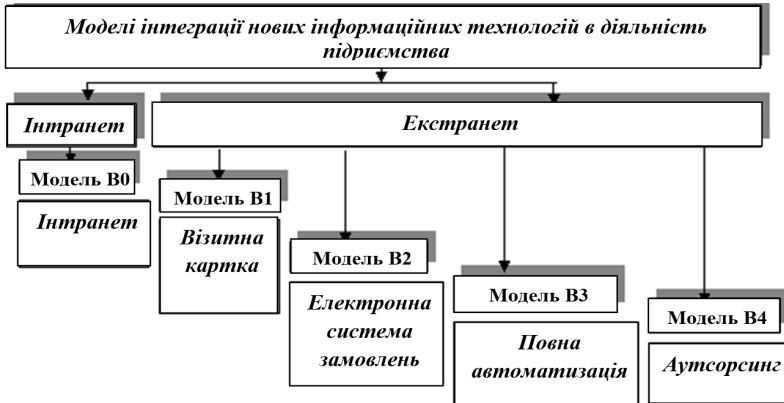 Моделі інтеграції нових інформаційних технологій в діяльність
підприємства
Інтранет
Екстранет
Модель В0
Інтранет
Модель В1
Візитна
картка
Модель В2
Електронна
система
замовлень
Модель В3
Повна
автоматизація
Модель В4
Аутсорсинг